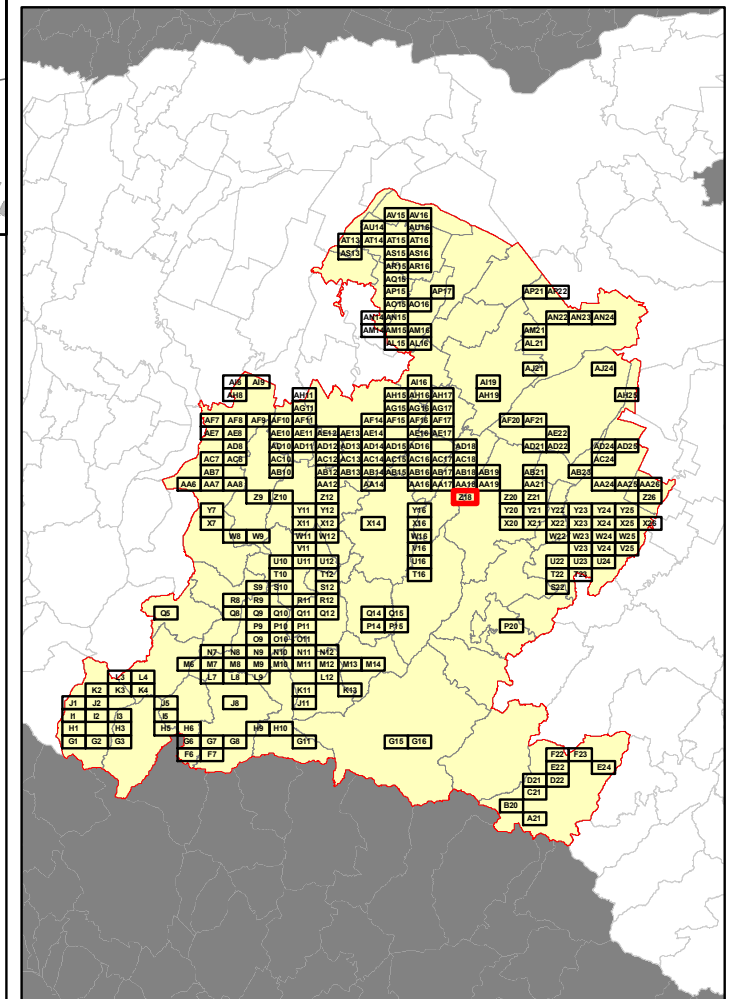 AV15 AV16
AU14 AU16
AT13 AT14 AT15 AT16
AS13 AS15 AS16
AR15 AR16
AQ15
AP15 AP17 AP21 AP22
AO15 AO16
AN14 AN15 AN22 AN23 AN24
AM14 AM15 AM16 AM21
AL15 AL16 AL21
AJ21 AJ24
AI8 AI9 AI16 AI19
AH8 AH11 AH15 AH16 AH17 AH19 AH25
AG11 AG15 AG16 AG17
AF7 AF8 AF9 AF10 AF11 AF14 AF15 AF16 AF17 AF20 AF21
AE7 AE8 AE10 AE11 AE12 AE13 AE14 AE16 AE17 AE22
AD8 AD10 AD11 AD12 AD13 AD14 AD15 AD16 AD18 AD21 AD22 AD24 AD25
AC7 AC8 AC10 AC12 AC13 AC14 AC15 AC16 AC17 AC18 AC24
AB7 AB10 AB12 AB13 AB14 AB15 AB16 AB17 AB18 AB19 AB21 AB23
AA6 AA7 AA8 AA12 AA14 AA16 AA17 AA18 AA19 AA21 AA24 AA25 AA26
Z9 Z10 Z12 Z18 Z20 Z21 Z26
Y7 Y11 Y12 Y16 Y20 Y21 Y22 Y23 Y24 Y25
X7 X11 X12 X14 X16 X20 X21 X22 X23 X24 X25 X26
W8 W9 W11 W12 W16 W22 W23 W24 W25
V11 V16 V23 V24 V25
U10 U11 U12 U16 U22 U23 U24
T10 T12 T16 T22 T23
S9 S10 S12 S22
R8 R9 R11 R12
Q5 Q8 Q9 Q10 Q11 Q12 Q14 Q15
P9 P10 P11 P14 P15 P20
O9 O10 O11
N7 N8 N9 N10 N11 N12
M6 M7 M8 M9 M10 M11 M12 M13 M14
L3 L4 L7 L8 L9 L12
K2 K3 K4 K11 K13
J1 J2 J5 J8 J11
I1 I2 I3 I5
H1 H3 H5 H6 H9 H10
G1 G2 G3 G6 G7 G8 G11 G15 G16
F6 F7 F22 F23
E22 E24
D21 D22
C21
B20
A21